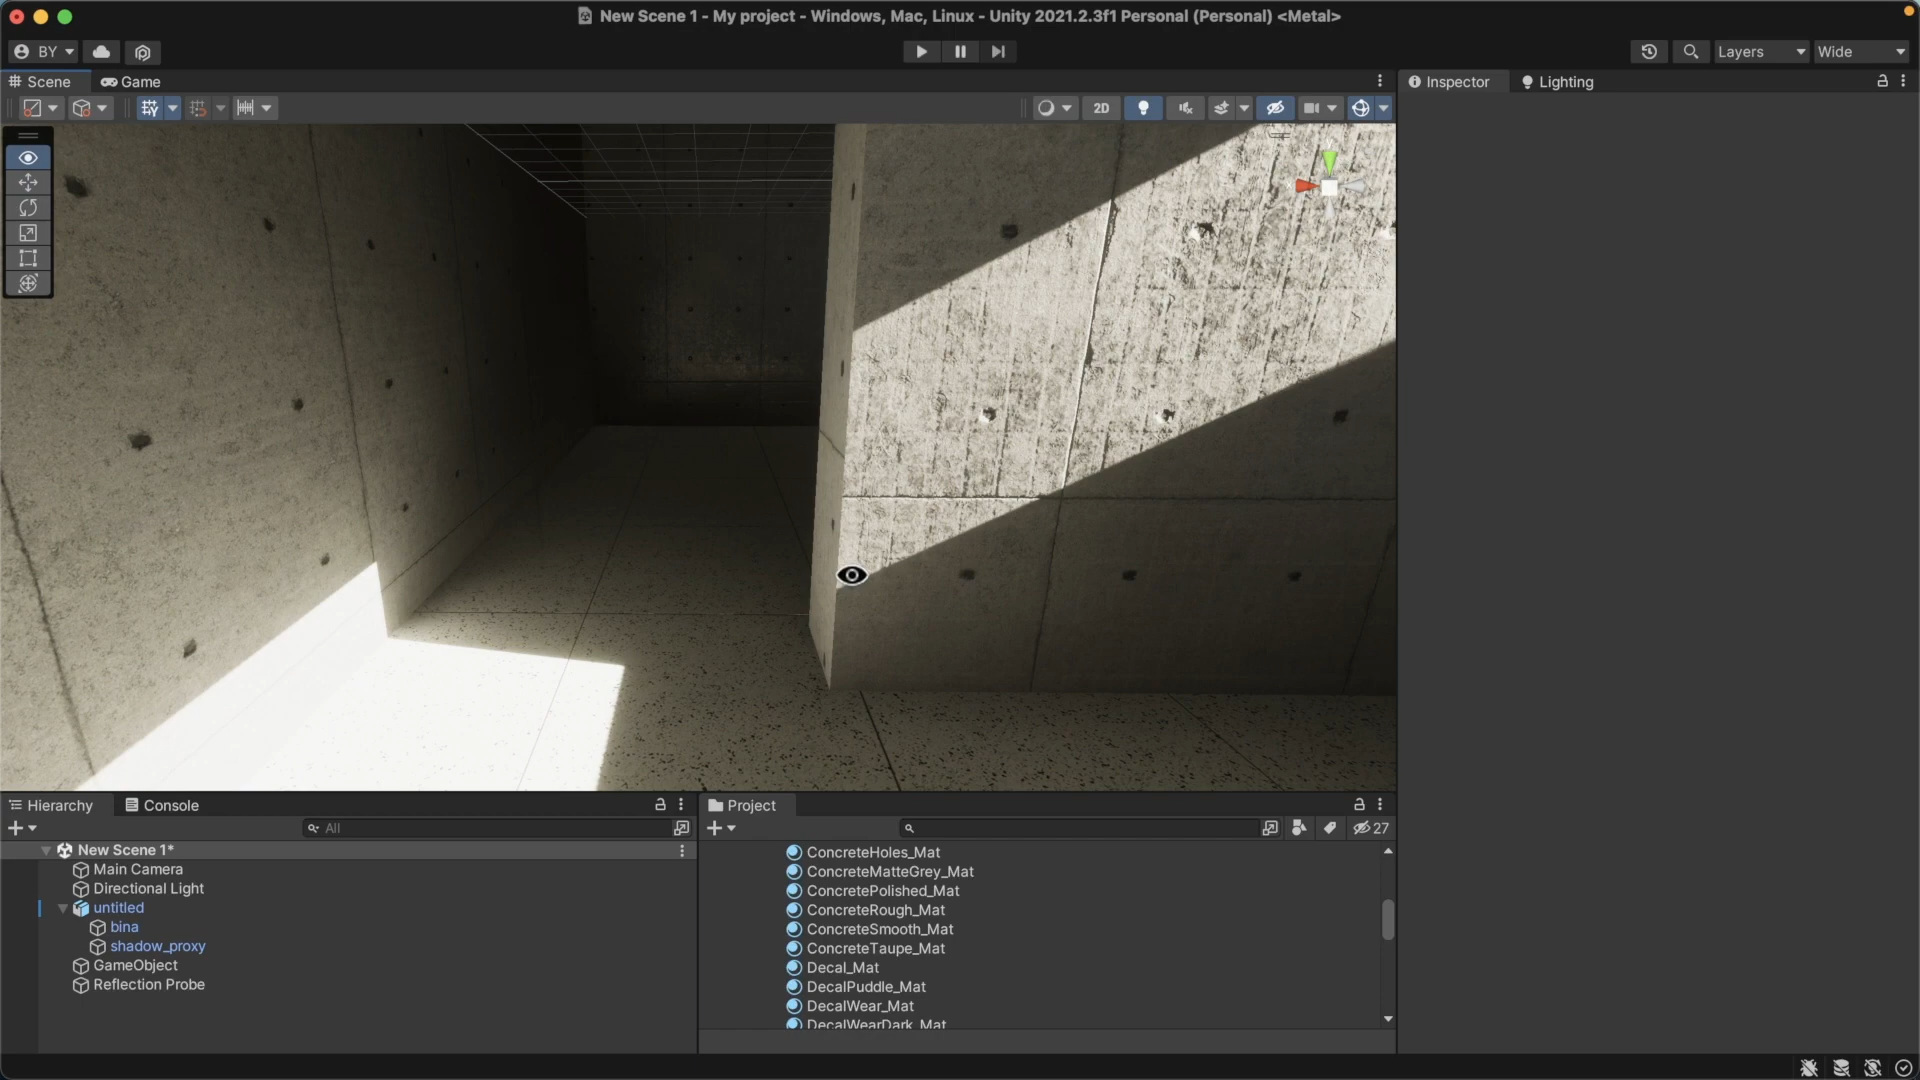 New Scene 1 - My project - Windows, Mac, Linux - Unity 2021.2.3f1 Personal (Personal) <Metal>
BY
Layers
Wide
Scene
Game
Inspector
Lighting
2D
Hierarchy
Console
Project
All
27
New Scene 1*
Main Camera
Directional Light
untitled
bina
shadow_proxy
GameObject
Reflection Probe
ConcreteHoles_Mat
ConcreteMatteGrey_Mat
ConcretePolished_Mat
ConcreteRough_Mat
ConcreteSmooth_Mat
ConcreteTaupe_Mat
Decal_Mat
DecalPuddle_Mat
DecalWear_Mat
DecalWearDark_Mat